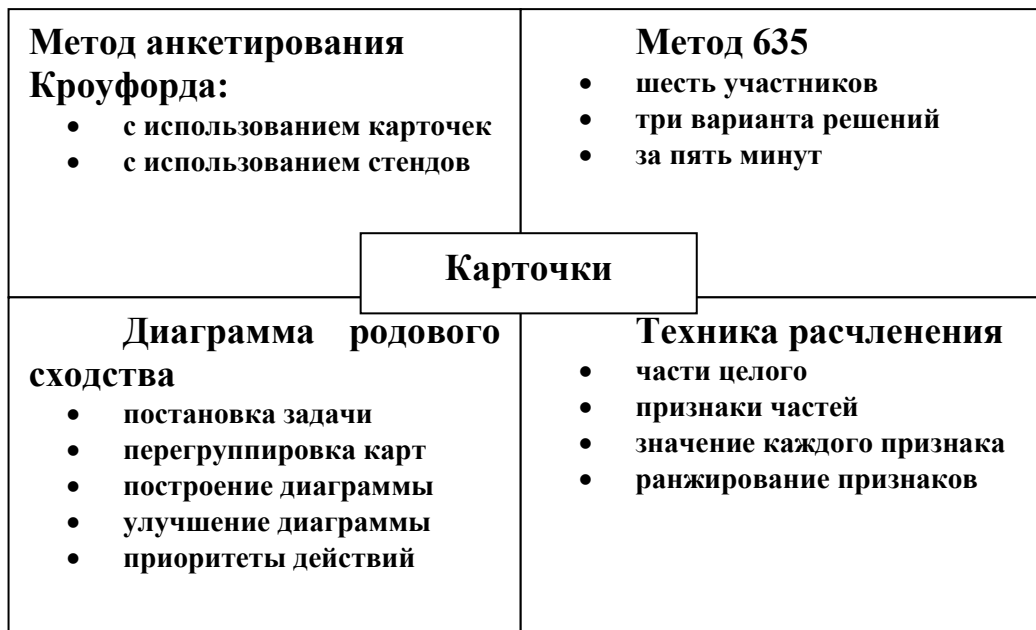 Метод анкетирования
Кроуфорда:
• с использованием карточек
• с использованием стендов
Метод 635
• шесть участников
• три варианта решений
• за пять минут
Карточки
Диаграмма родового
сходства
• постановка задачи
• перегруппировка карт
• построение диаграммы
• улучшение диаграммы
• приоритеты действий
Техника расчленения
• части целого
• признаки частей
• значение каждого признака
• ранжирование признаков